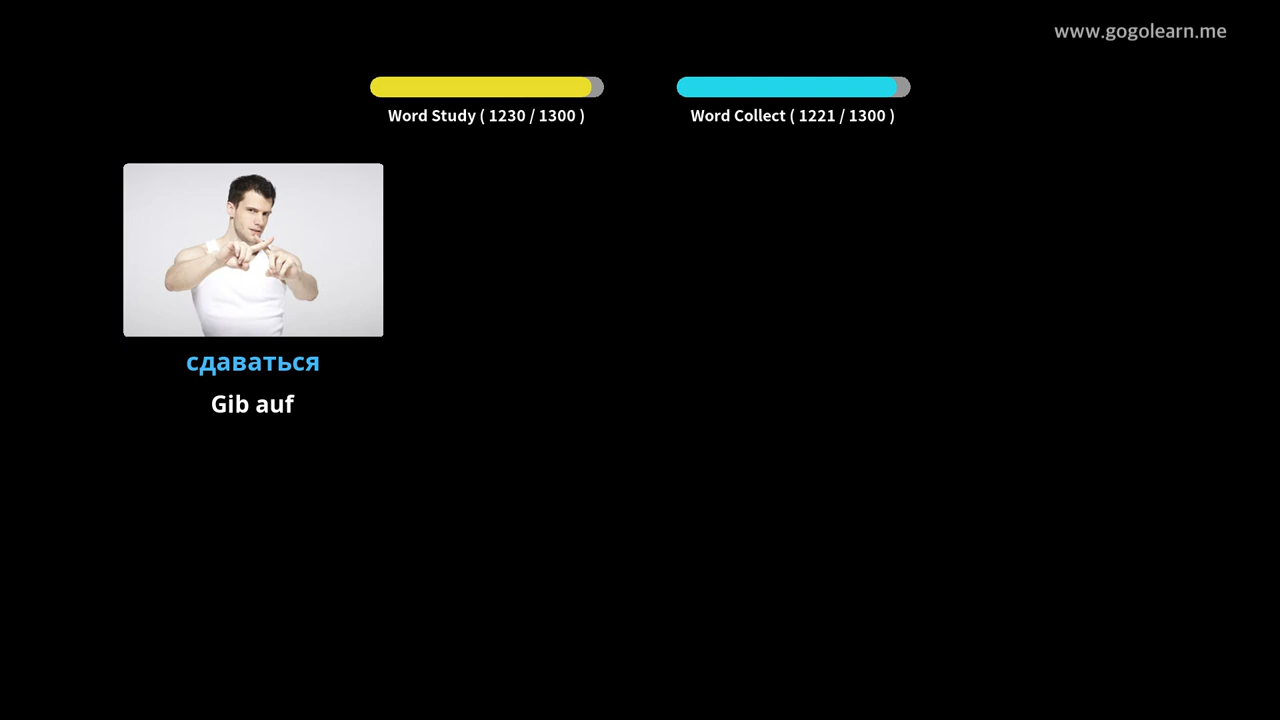 www.gogolearn.me
Word Study ( 1230 / 1300 )
Word Collect ( 1221 / 1300 )
сдаваться
Gib auf